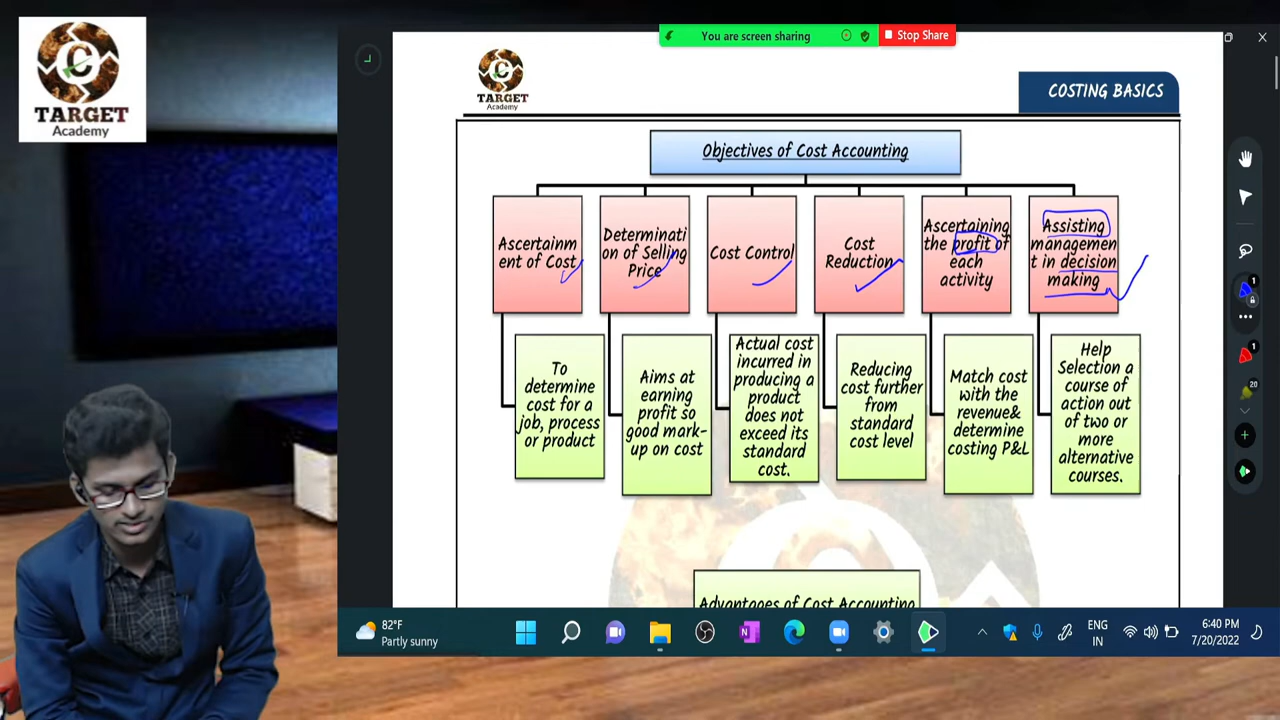 TARGET
Academy
You are screen sharing
Stop Share
TARGET
Academy
COSTING BASICS
Objectives of Cost Accounting
Ascertainm
ent of Cost
Determinati
on of Selling
Price
Cost Control
Cost
Reduction
Ascertaining
the profit of
each
activity
Assisting
managemen
t in decision
making
To
determine
cost for a
job, process
or product
Aims at
earning
profit so
good mark-
up on cost
Actual cost
incurred in
producing a
product
does not
exceed its
standard
cost.
Reducing
cost further
from
standard
cost level
Match cost
with the
revenue&
determine
costing P&L
Help
Selection a
course of
action out
of two or
more
alternative
courses.
Advantages of Cost Accounting
1
1
20
82°F
Partly sunny
ENG
IN
6:40 PM
7/20/2022